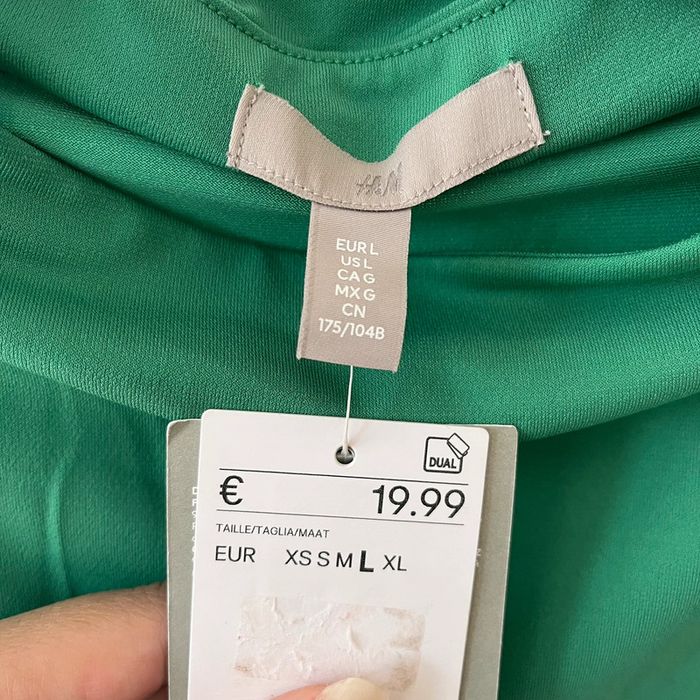 H&M
EUR L
US L
CA G
MX G
CN
175/104B
DUAL
€ 19.99
TAILLE/TAGLIA/MAAT
EUR XS S M L XL